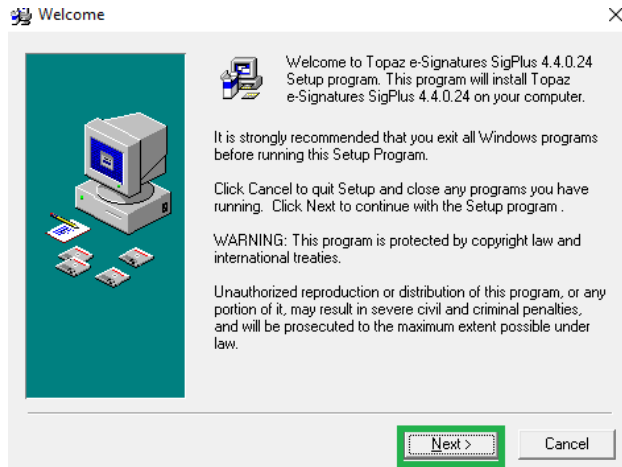 Welcome
Welcome to Topaz e-Signatures SigPlus 4.4.0.24
Setup program. This program will install Topaz
e-Signatures SigPlus 4.4.0.24 on your computer.
It is strongly recommended that you exit all Windows programs
before running this Setup Program.
Click Cancel to quit Setup and close any programs you have
running.  Click Next to continue with the Setup program .
WARNING: This program is protected by copyright law and
international treaties.
Unauthorized reproduction or distribution of this program, or any
portion of it, may result in severe civil and criminal penalties,
and will be prosecuted to the maximum extent possible under
law.
Next >
Cancel